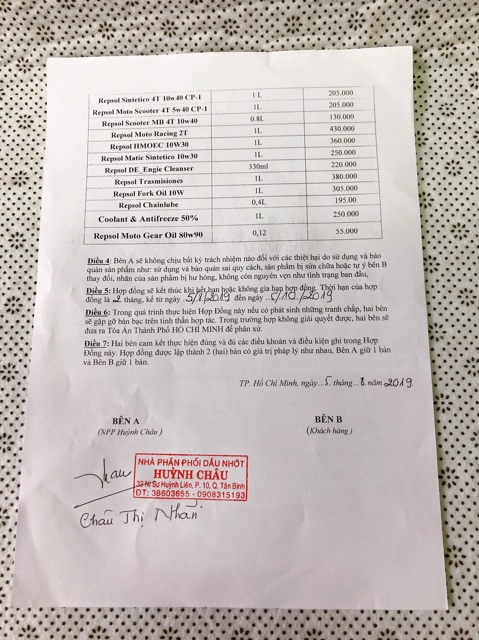 Repsol Sintetico 4T 10w40 CP-1 1L 205.000
Repsol Moto Scooter 4T 5w40 CP-1 1L 205.000
Repsol Scooter MB 4T 10w40 0.8L 130.000
Repsol Moto Racing 2T 1L 430.000
Repsol HMOEC 10W30 1L 360.000
Repsol Matic Sintetico 10w30 1L 250.000
Repsol DE_Engie Cleanser 330ml 220.000
Repsol Trasmisiones 1L 380.000
Repsol Fork Oil 10W 1L 305.000
Repsol Chainlube 0,4L 195.00
Coolant & Antifreeze 50% 1L 250.000
Repsol Moto Gear Oil 80w90 0,12 55.000
Điều 4: Bên A sẽ không chịu bất kỳ trách nhiệm nào đối với các thiệt hại do sử dụng và bảo
quản sản phẩm như: sử dụng và bảo quản sai quy cách, sản phẩm bị sửa chữa hoặc tự ý bên B
thay đổi, nhãn của sản phẩm bị hư hỏng, không còn nguyên vẹn như tình trạng ban đầu,
Điều 5: Hợp đồng sẽ kết thúc khi hết hạn hoặc không gia hạn hợp đồng. Thời hạn của hợp
đồng là 2 tháng, kể từ ngày 5/8/2019 đến ngày 5/10/2019
Điều 6: Trong quá trình thực hiện Hợp Đồng này nếu có phát sinh những tranh chấp, hai bên
sẽ gặp gỡ bàn bạc trên tinh thần hợp tác. Trong trường hợp không giải quyết được, hai bên sẽ
đưa ra Tòa Án Thành Phố HỒ CHÍ MINH để phân xử.
Điều 7: Hai bên cam kết thực hiện đúng và đủ các điều khoản và điều kiện ghi trong Hợp
Đồng này. Hợp đồng được lập thành 2 (hai) bản có giá trị pháp lý như nhau, Bên A giữ 1 bản
và Bên B giữ 1 bản.
TP. Hồ Chí Minh, ngày...5 tháng...8. năm 2019.
BÊN A BÊN B
(NPP Huỳnh Châu) (Khách hàng)
NHÀ PHÂN PHỐI DẦU NHỚT
HUỲNH CHÂU
Sư Huỳnh Liên, P. 10, Q. Tân Bình
ĐT: 38603655 - 0908315193
Châu Thị Nhàn